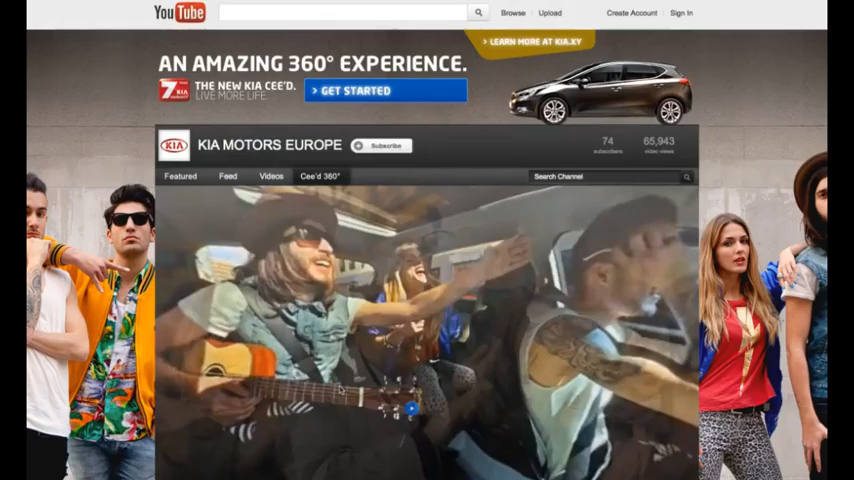 YouTube
Browse
Upload
Create Account
Sign In
> LEARN MORE AT KIA.XY
AN AMAZING 360° EXPERIENCE.
7 KIA
THE NEW KIA CEE'D.
LIVE MORE LIFE.
> GET STARTED
KIA
KIA MOTORS EUROPE
Subscribe
74
subscribers
65,943
video views
Featured
Feed
Videos
Cee'd 360°
Search Channel